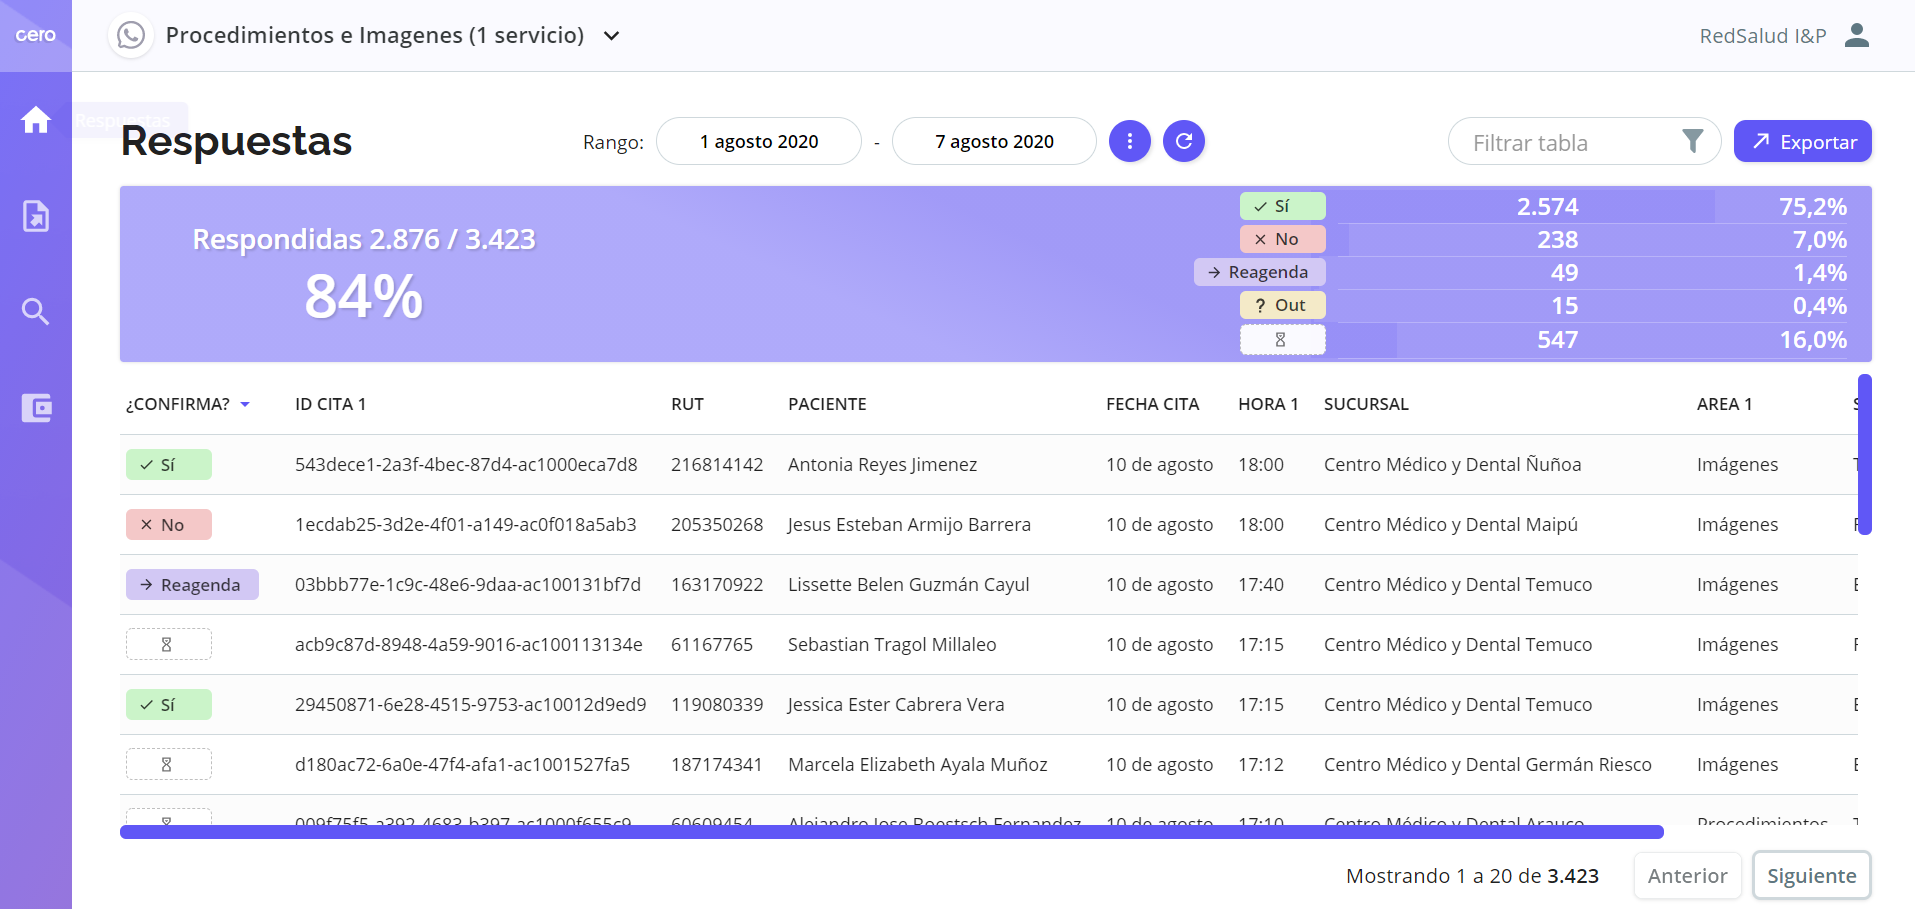 cero
Procedimientos e Imagenes (1 servicio)
RedSalud I&P
Respuestas
Respuestas
Rango:
1 agosto 2020
-
7 agosto 2020
Filtrar tabla
Exportar
Respondidas 2.876 / 3.423
84%
Sí 2.574 75,2%
No 238 7,0%
Reagenda 49 1,4%
? Out 15 0,4%
547 16,0%
¿CONFIRMA? ID CITA 1 RUT PACIENTE FECHA CITA HORA 1 SUCURSAL AREA 1
Sí 543dece1-2a3f-4bec-87d4-ac1000eca7d8 216814142 Antonia Reyes Jimenez 10 de agosto 18:00 Centro Médico y Dental Ñuñoa Imágenes
No 1ecdab25-3d2e-4f01-a149-ac0f018a5ab3 205350268 Jesus Esteban Armijo Barrera 10 de agosto 18:00 Centro Médico y Dental Maipú Imágenes
Reagenda 03bbb77e-1c9c-48e6-9daa-ac100131bf7d 163170922 Lissette Belen Guzmán Cayul 10 de agosto 17:40 Centro Médico y Dental Temuco Imágenes
acb9c87d-8948-4a59-9016-ac100113134e 61167765 Sebastian Tragol Millaleo 10 de agosto 17:15 Centro Médico y Dental Temuco Imágenes
Sí 29450871-6e28-4515-9753-ac10012d9ed9 119080339 Jessica Ester Cabrera Vera 10 de agosto 17:15 Centro Médico y Dental Temuco Imágenes
d180ac72-6a0e-47f4-afa1-ac1001527fa5 187174341 Marcela Elizabeth Ayala Muñoz 10 de agosto 17:12 Centro Médico y Dental Germán Riesco Imágenes
009f75f5-a392-4683-b397-ac1000f655c9 60609454 Alejandro Jose Boestsch Fernandez 10 de agosto 17:10 Centro Médico y Dental Arauco Procedimientos
Mostrando 1 a 20 de 3.423
Anterior
Siguiente